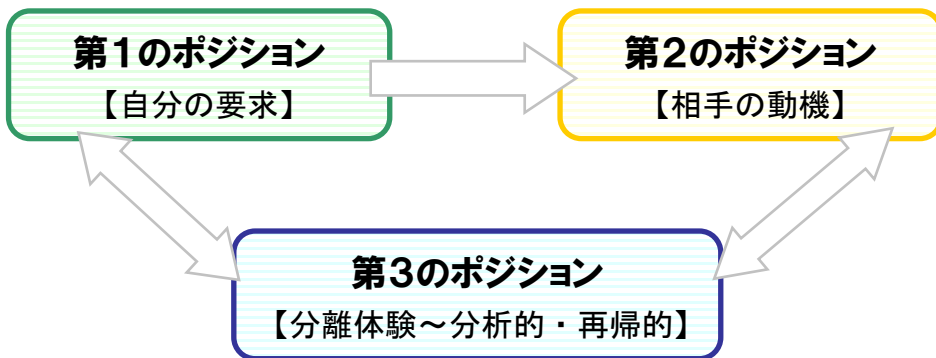 第１のポジション
【自分の要求】
第２のポジション
【相手の動機】
第３のポジション
【分離体験～分析的・再帰的】